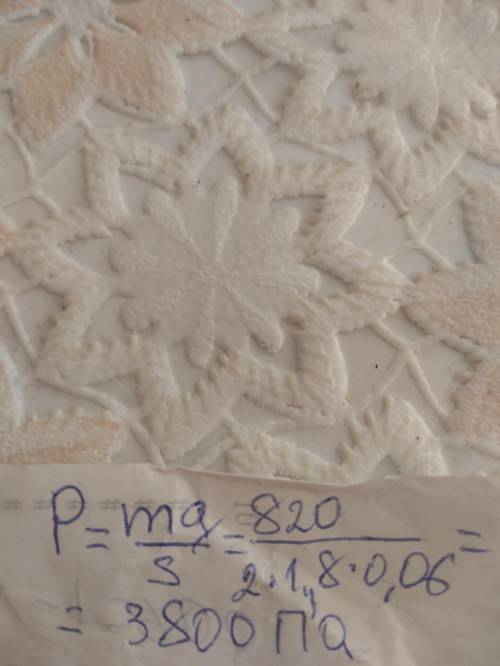 P = mg/s = 820/2·1,8·0,06 =
= 3800 Па